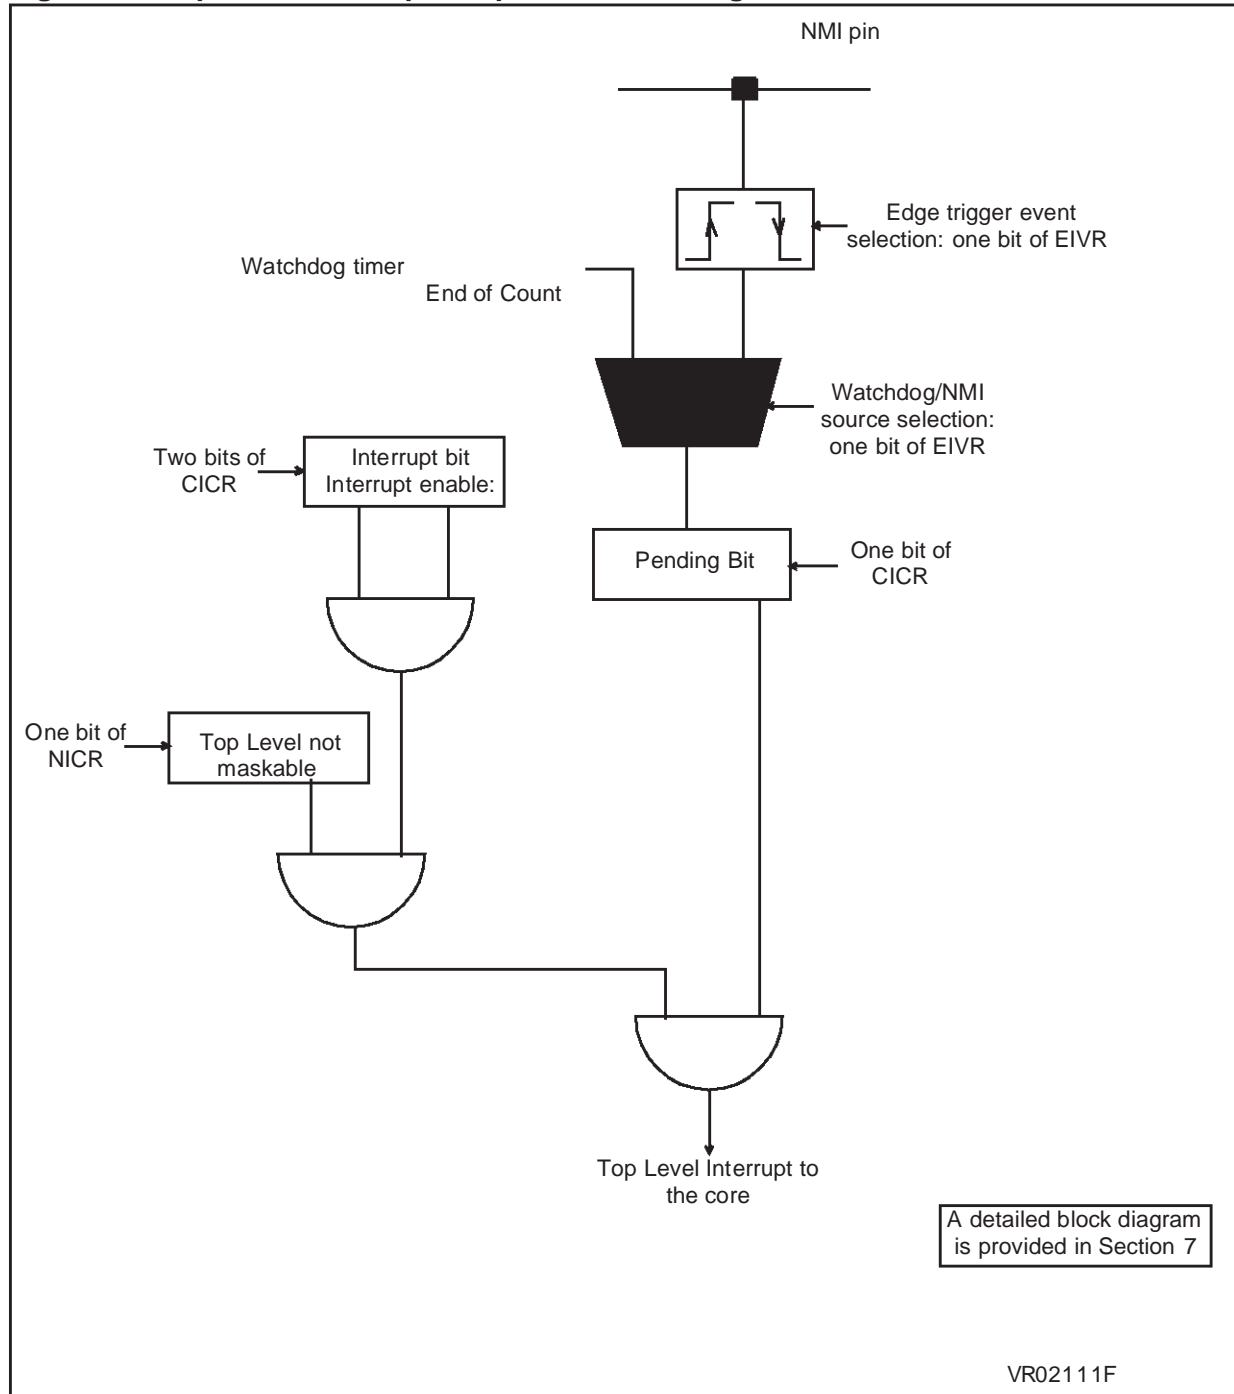 NMI pin
Edge trigger event
selection: one bit of EIVR
Watchdog timer
End of Count
Watchdog/NMI
source selection:
one bit of EIVR
Two bits of
CICR
Interrupt bit
Interrupt enable:
Pending Bit
One bit of
CICR
One bit of
NICR
Top Level not
maskable
Top Level Interrupt to
the core
A detailed block diagram
is provided in Section 7
VR02111F